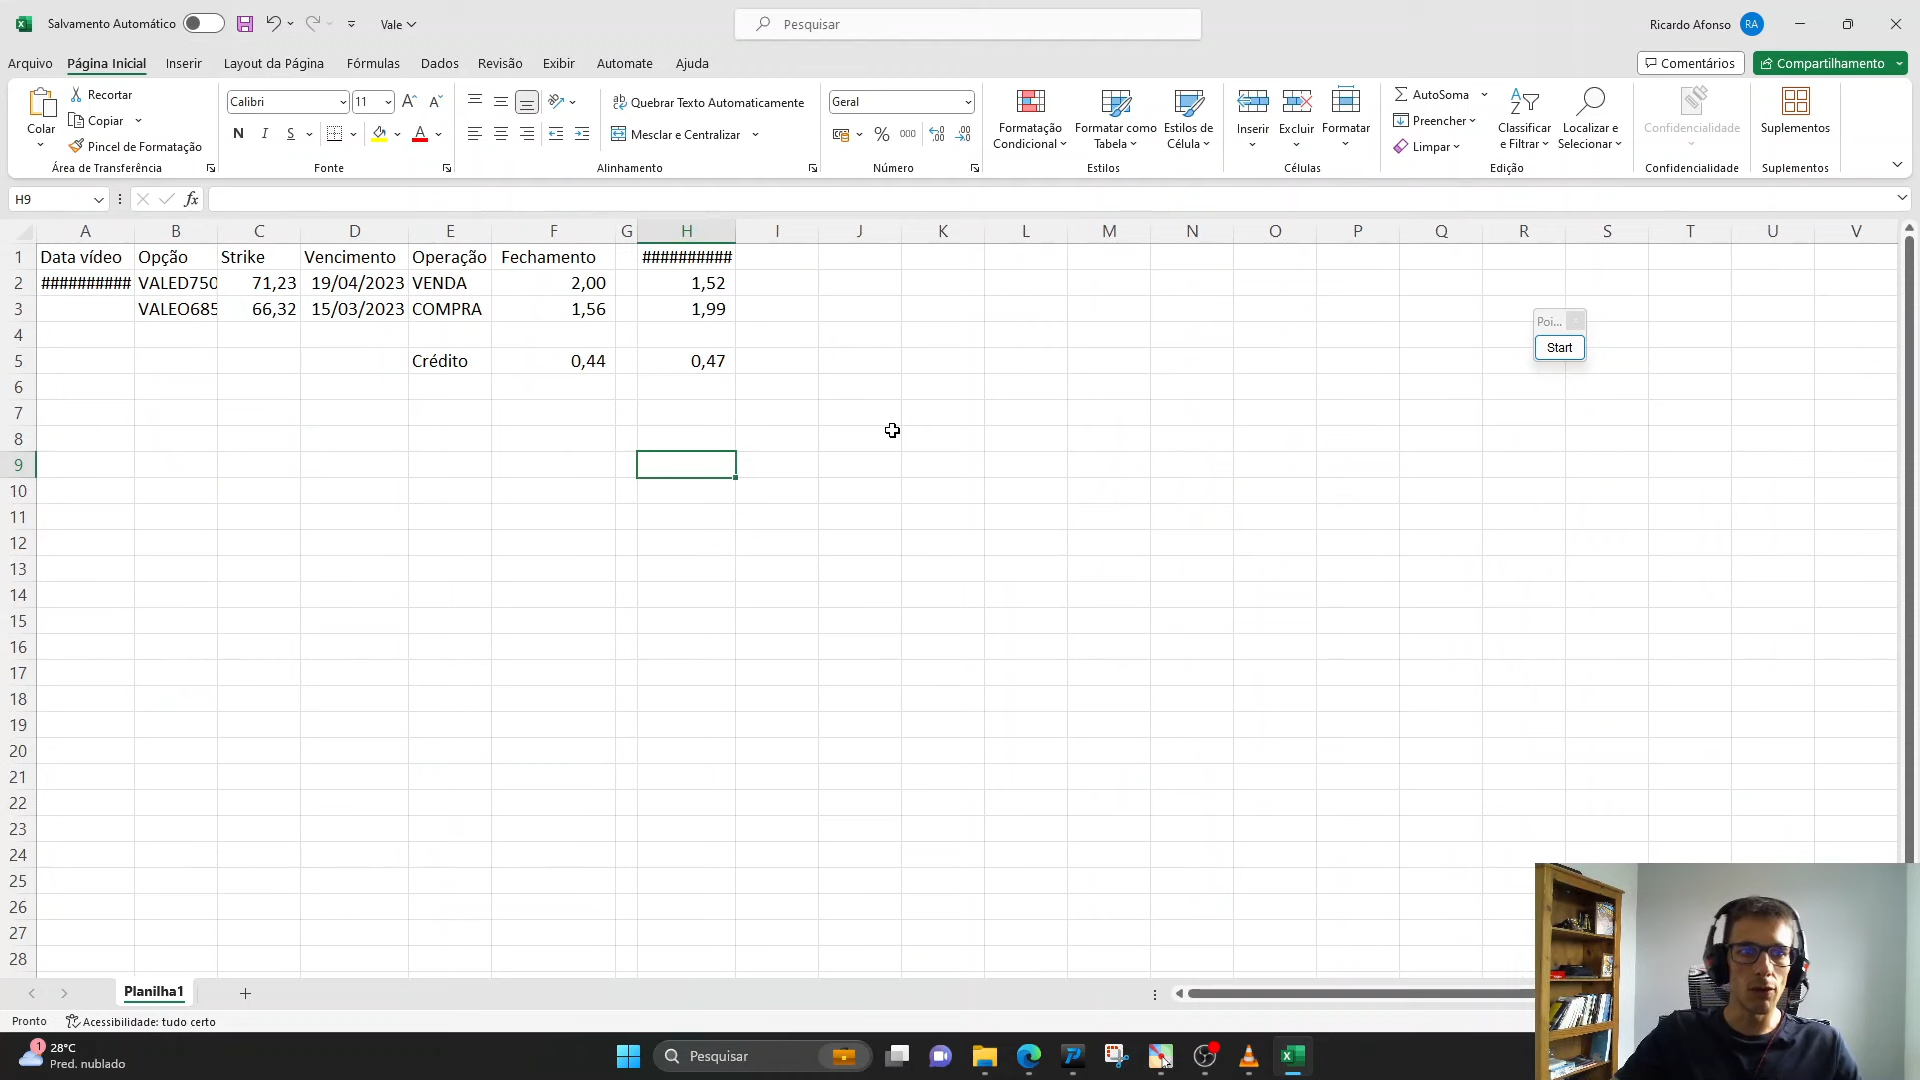 Salvamento Automático
Vale
Pesquisar
Ricardo Afonso
RA
Arquivo
Página Inicial
Inserir
Layout da Página
Fórmulas
Dados
Revisão
Exibir
Automate
Ajuda
Comentários
Compartilhamento
Colar
Recortar
Copiar
Pincel de Formatação
Área de Transferência
Calibri
11
N I S
Fonte
Quebrar Texto Automaticamente
Mesclar e Centralizar
Alinhamento
Geral
% 000
Número
Formatação
Condicional
Formatar como
Tabela
Estilos de
Célula
Estilos
Inserir
Excluir
Formatar
Células
AutoSoma
Preencher
Limpar
Classificar
e Filtrar
Localizar e
Selecionar
Edição
Confidencialidade
Confidencialidade
Suplementos
Suplementos
H9
fx
A B C D E F G H I J K L M N O P Q R S T U V
1 Data vídeo Opção Strike Vencimento Operação Fechamento ##########
2 ########## VALED750 71,23 19/04/2023 VENDA 2,00 1,52
3 VALEO685 66,32 15/03/2023 COMPRA 1,56 1,99
4
5 Crédito 0,44 0,47
6
7
8
9
10
11
12
13
14
15
16
17
18
19
20
21
22
23
24
25
26
27
28
Poi...
Start
Planilha1
Pronto
Acessibilidade: tudo certo
1
28°C
Pred. nublado
Pesquisar